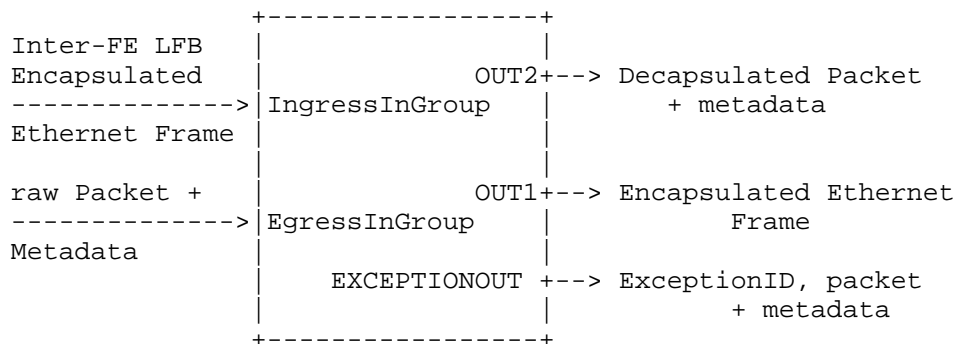 Inter-FE LFB
Encapsulated OUT2 Decapsulated Packet
IngressInGroup + metadata
Ethernet Frame
raw Packet + OUT1 Encapsulated Ethernet
EgressInGroup Frame
Metadata
EXCEPTIONOUT ExceptionID, packet
+ metadata